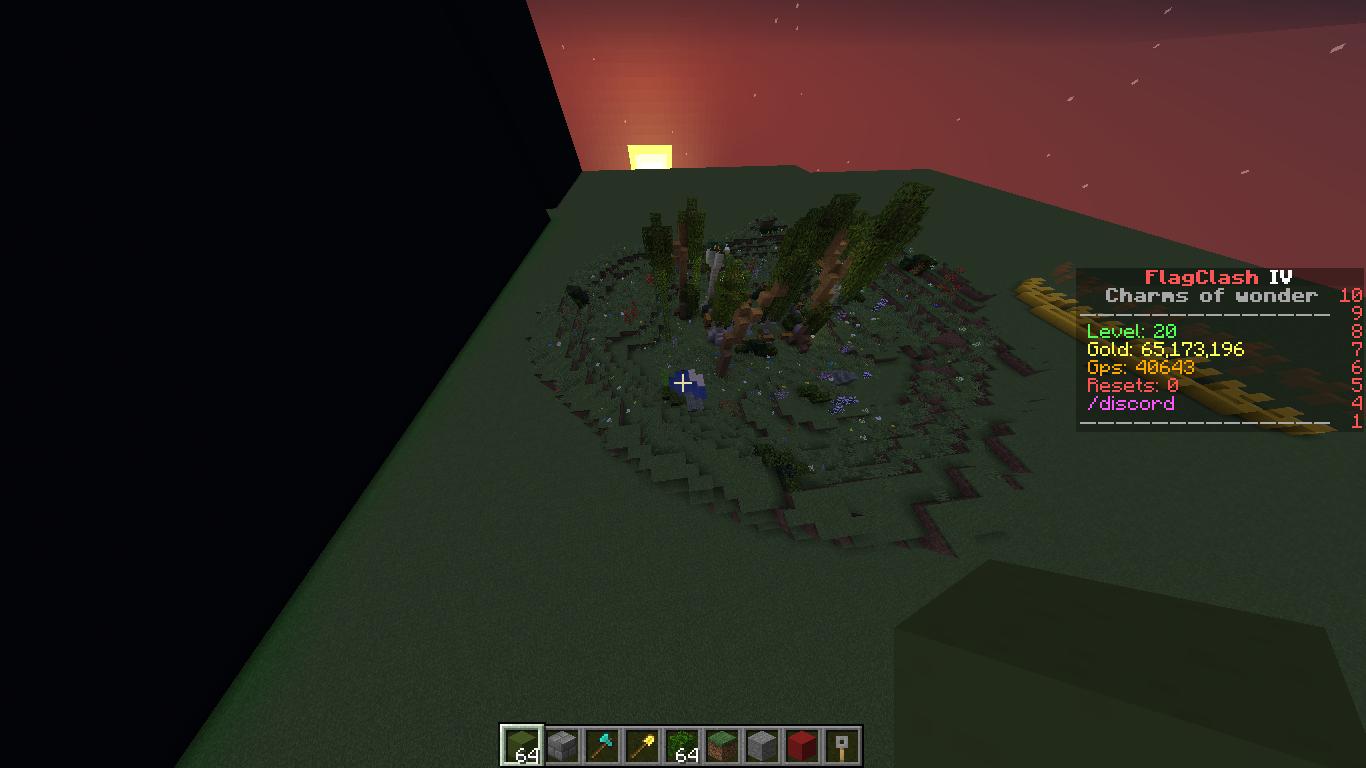 FlagClash IV
Charms of wonder 10
9
Level: 20 8
Gold: 65,173,196 7
Gps: 40643 6
Resets: 0 5
/discord 4
1
64 64